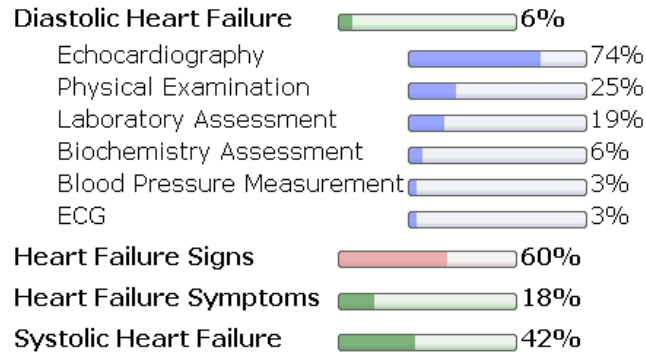 Diastolic Heart Failure 6%
Echocardiography 74%
Physical Examination 25%
Laboratory Assessment 19%
Biochemistry Assessment 6%
Blood Pressure Measurement 3%
ECG 3%
Heart Failure Signs 60%
Heart Failure Symptoms 18%
Systolic Heart Failure 42%